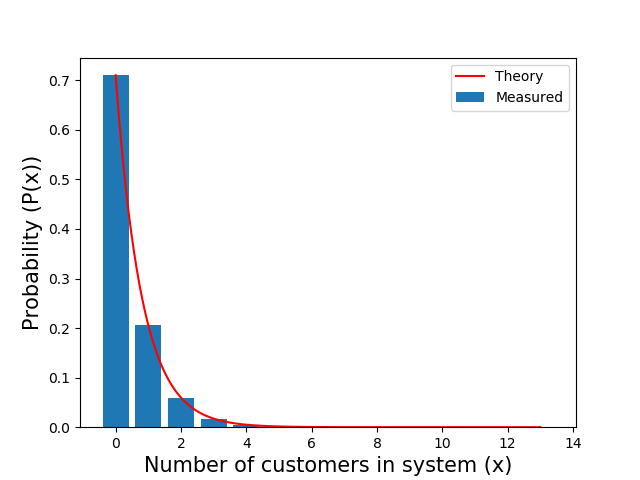 Theory
Measured
Probability (P(x))
0.7
0.6
0.5
0.4
0.3
0.2
0.1
0.0
0 2 4 6 8 10 12 14
Number of customers in system (x)